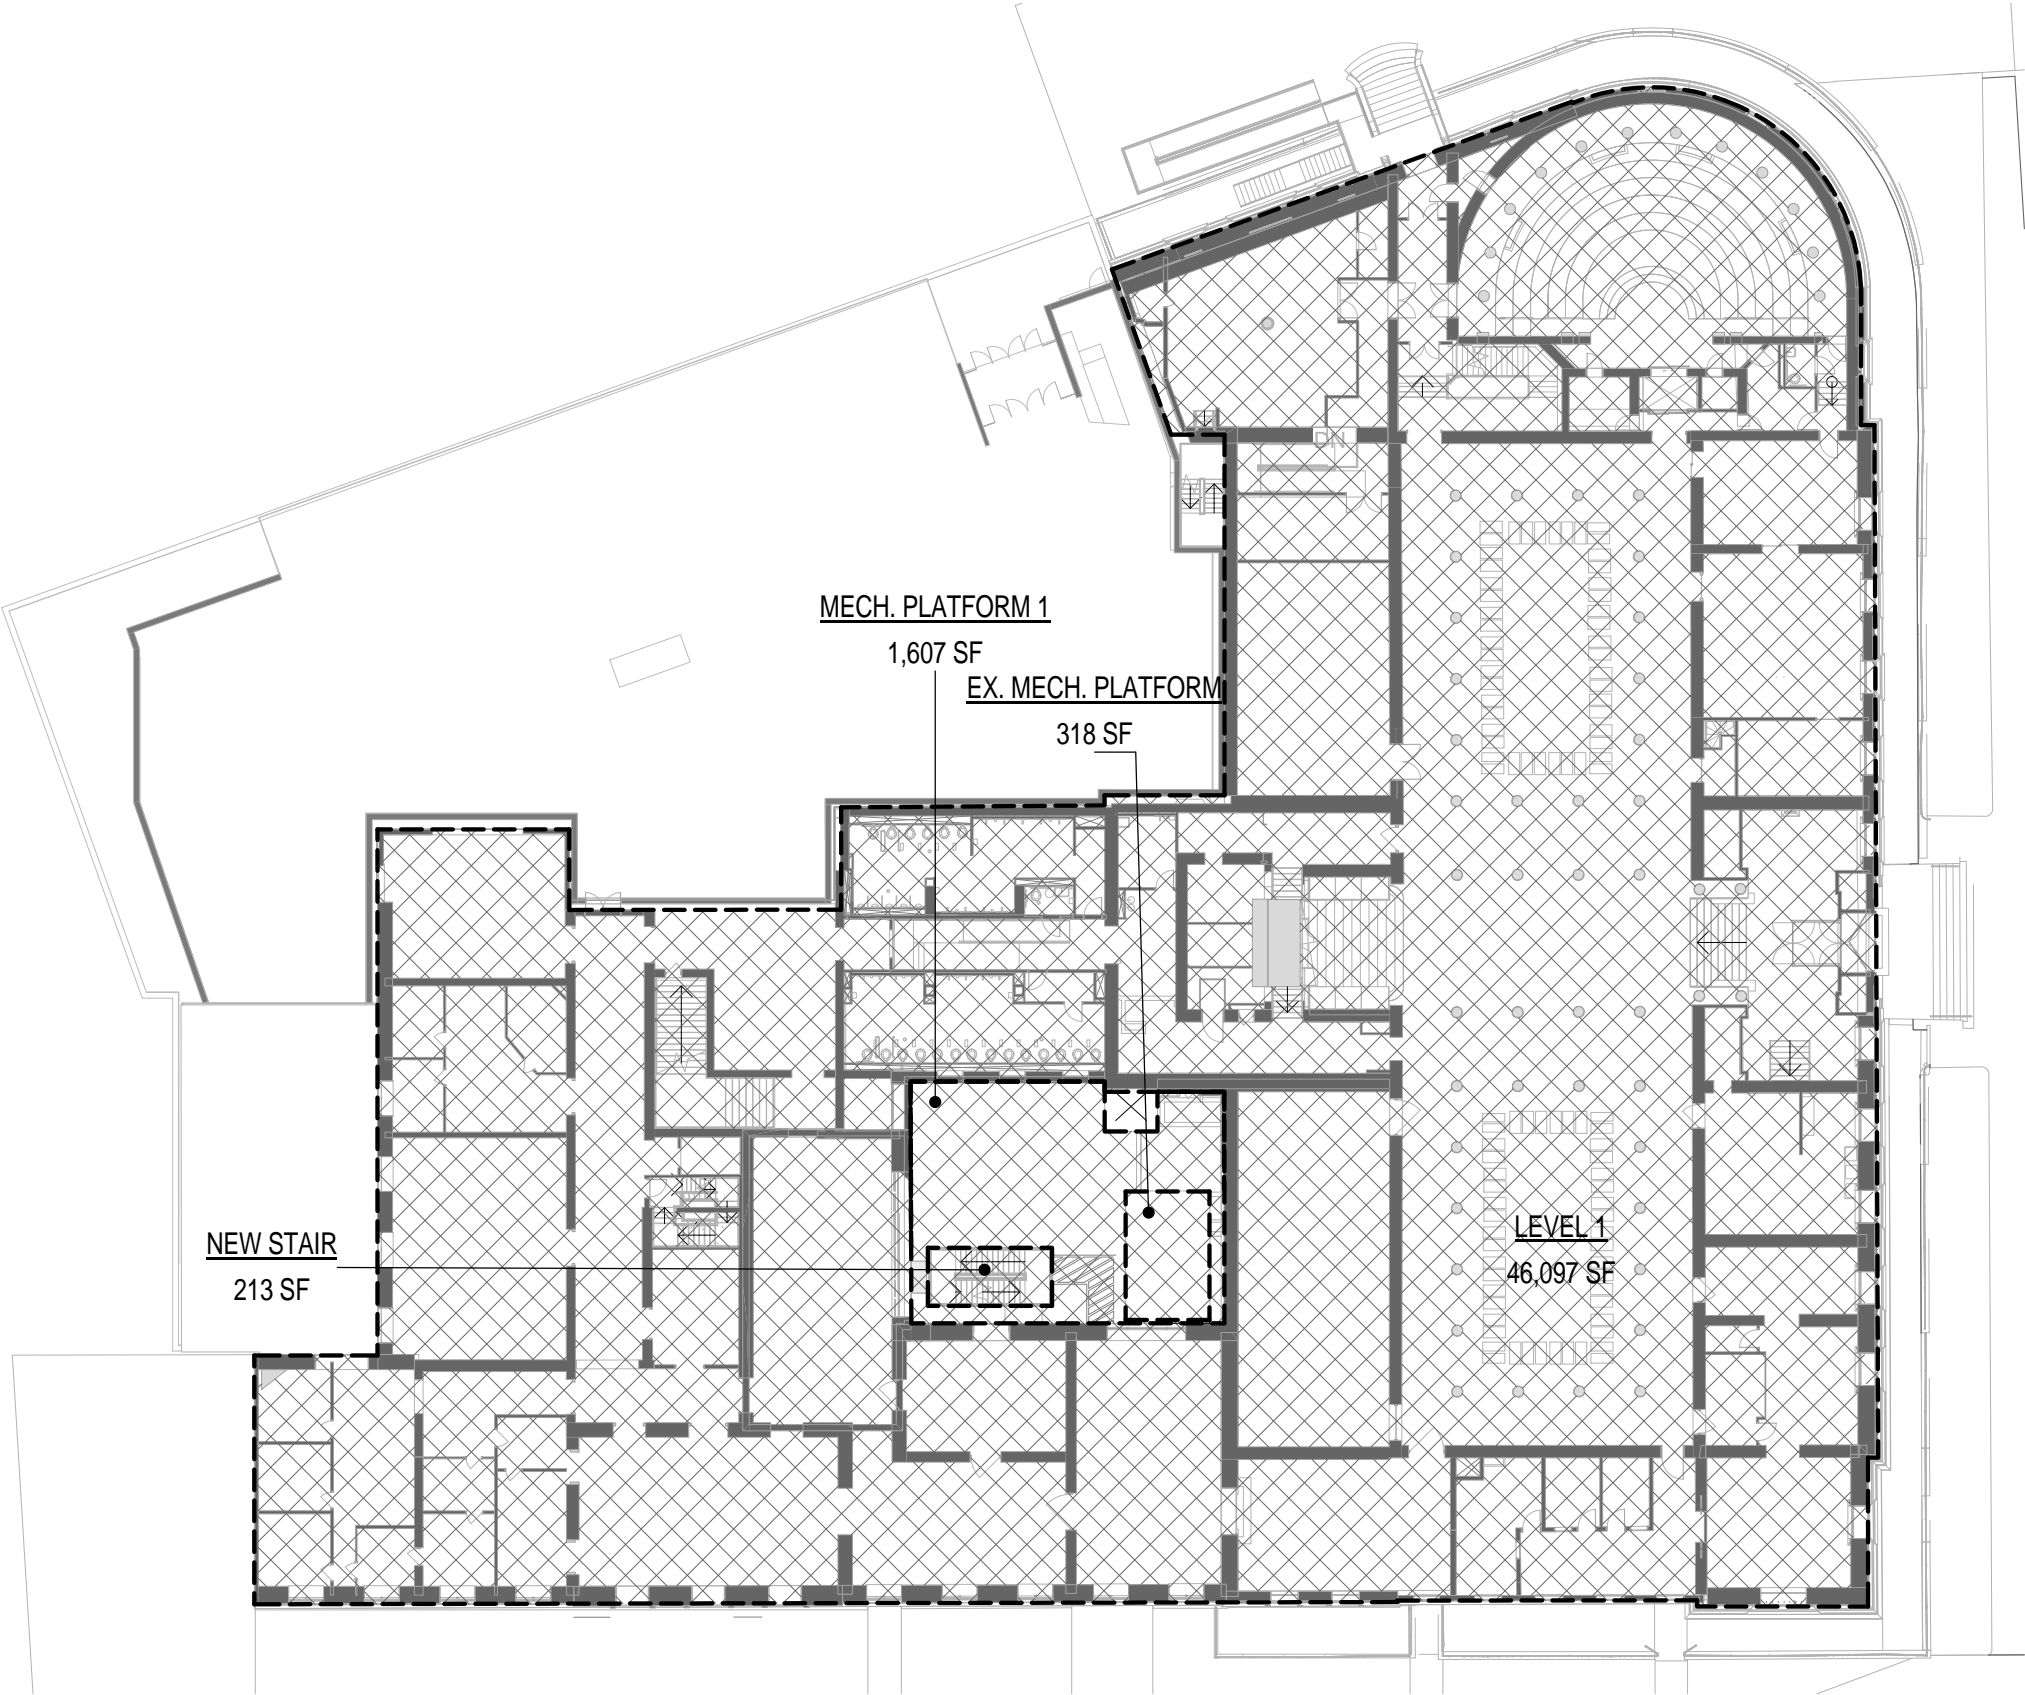 DN
MECH. PLATFORM 1
1,607 SF
EX. MECH. PLATFORM
318 SF
NEW STAIR
213 SF
LEVEL 1
46,097 SF